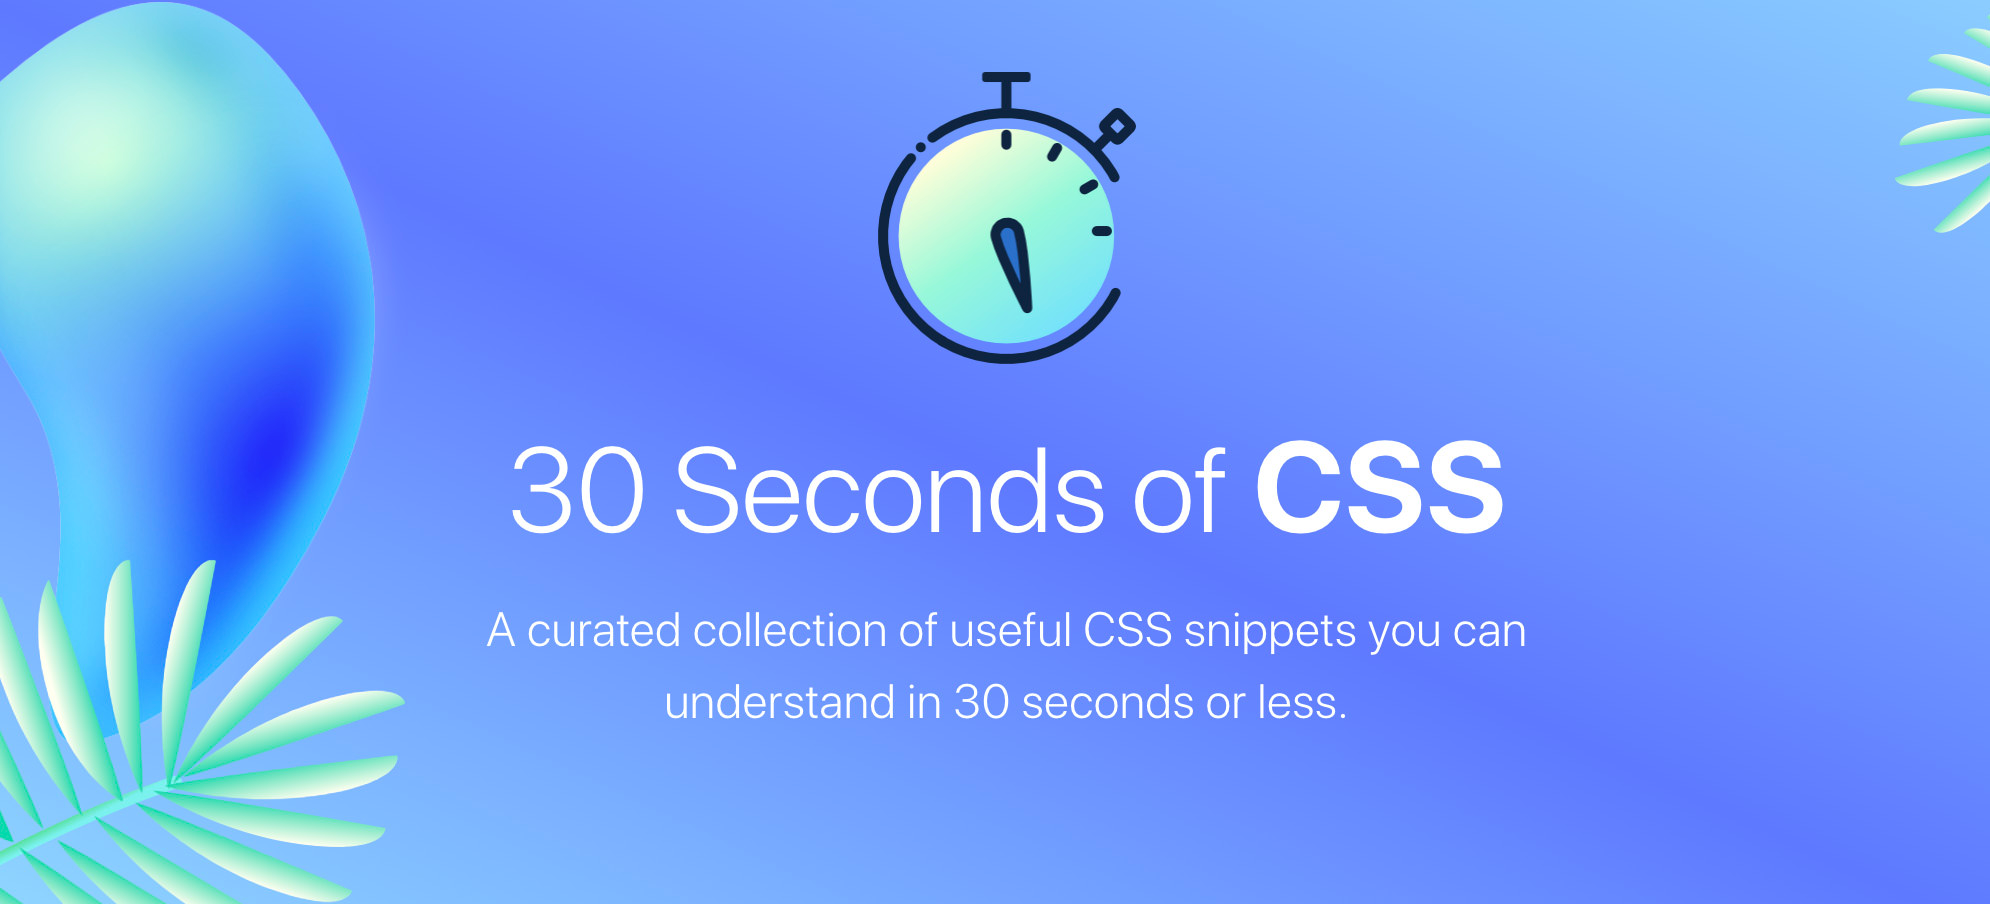 30 Seconds of CSS
A curated collection of useful CSS snippets you can
understand in 30 seconds or less.